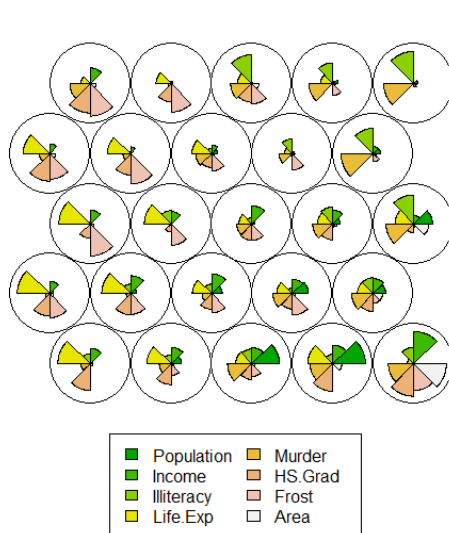 Population Murder
Income HS.Grad
Illiteracy Frost
Life.Exp Area